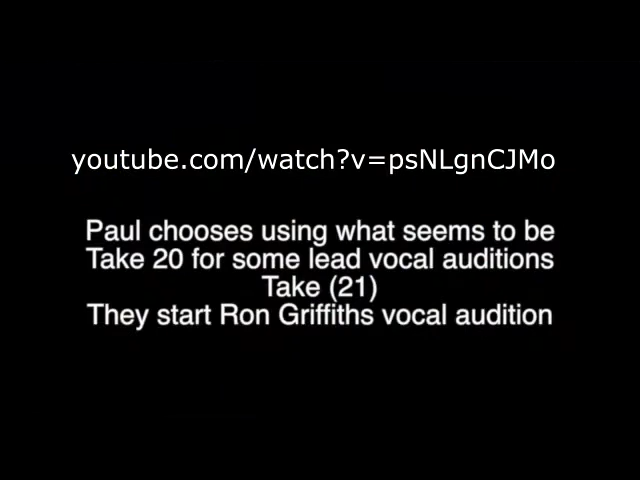 youtube.com/watch?v=psNLgnCJMo
Paul chooses using what seems to be
Take 20 for some lead vocal auditions
Take (21)
They start Ron Griffiths vocal audition